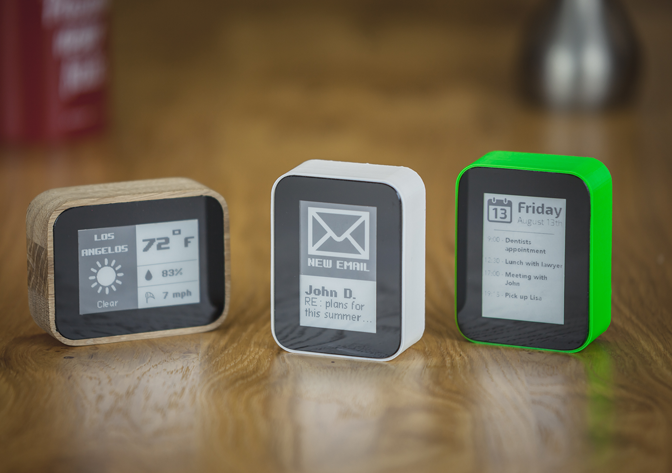 LOS
ANGELOS
Clear
72° F
83%
7 mph
NEW EMAIL
John D.
RE: plans for
this summer...
13
Friday
August 13th
Dentists
appointment
Lunch with lawyer
Meeting with
John
Pick up Lisa